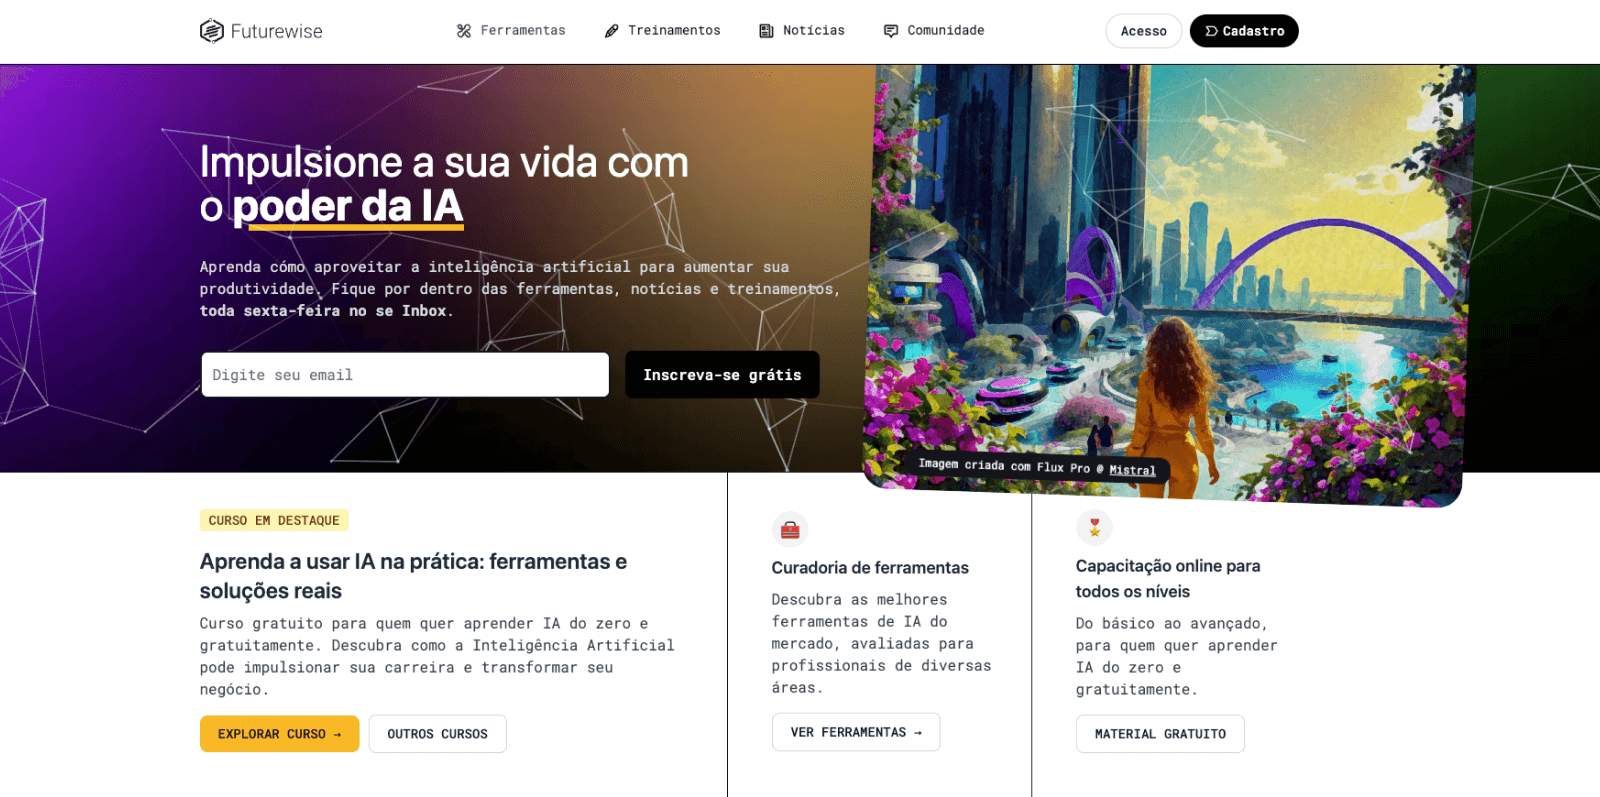 Futurewise
Ferramentas
Treinamentos
Notícias
Comunidade
Acesso
Cadastro
Impulsione a sua vida com
o poder da IA
Aprenda cómo aproveitar a inteligência artificial para aumentar sua
produtividade. Fique por dentro das ferramentas, notícias e treinamentos,
toda sexta-feira no se Inbox.
Digite seu email
Inscreva-se grátis
Imagem criada com Flux Pro @ Mistral
CURSO EM DESTAQUE
Aprenda a usar IA na prática: ferramentas e
soluções reais
Curso gratuito para quem quer aprender IA do zero e
gratuitamente. Descubra como a Inteligência Artificial
pode impulsionar sua carreira e transformar seu
negócio.
EXPLORAR CURSO →
OUTROS CURSOS
Curadoria de ferramentas
Descubra as melhores
ferramentas de IA do
mercado, avaliadas para
profissionais de diversas
áreas.
VER FERRAMENTAS →
Capacitação online para
todos os níveis
Do básico ao avançado,
para quem quer aprender
IA do zero e
gratuitamente.
MATERIAL GRATUITO